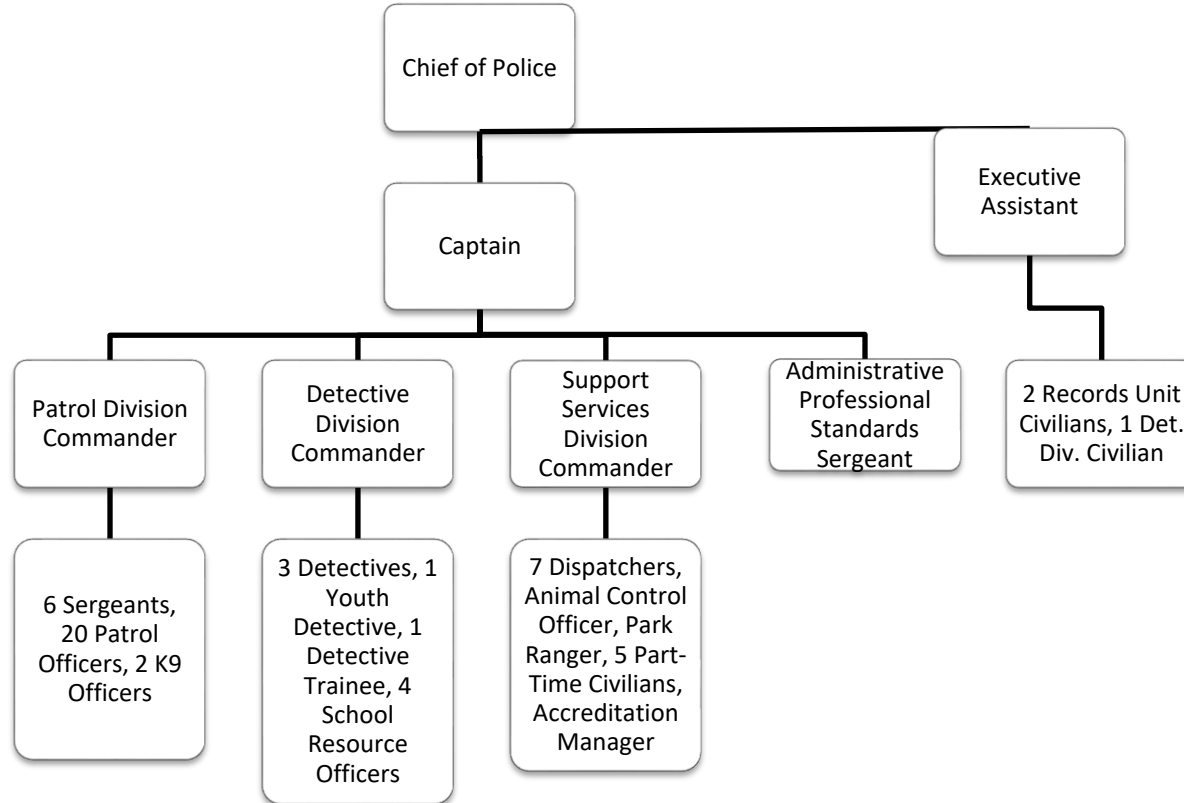 Chief of Police
Executive
Assistant
Captain
Patrol Division
Commander
Detective
Division
Commander
Support
Services
Division
Commander
Administrative
Professional
Standards
Sergeant
2 Records Unit
Civilians, 1 Det.
Div. Civilian
6 Sergeants,
20 Patrol
Officers, 2 K9
Officers
3 Detectives, 1
Youth
Detective, 1
Detective
Trainee, 4
School
Resource
Officers
7 Dispatchers,
Animal Control
Officer, Park
Ranger, 5 Part-
Time Civilians,
Accreditation
Manager